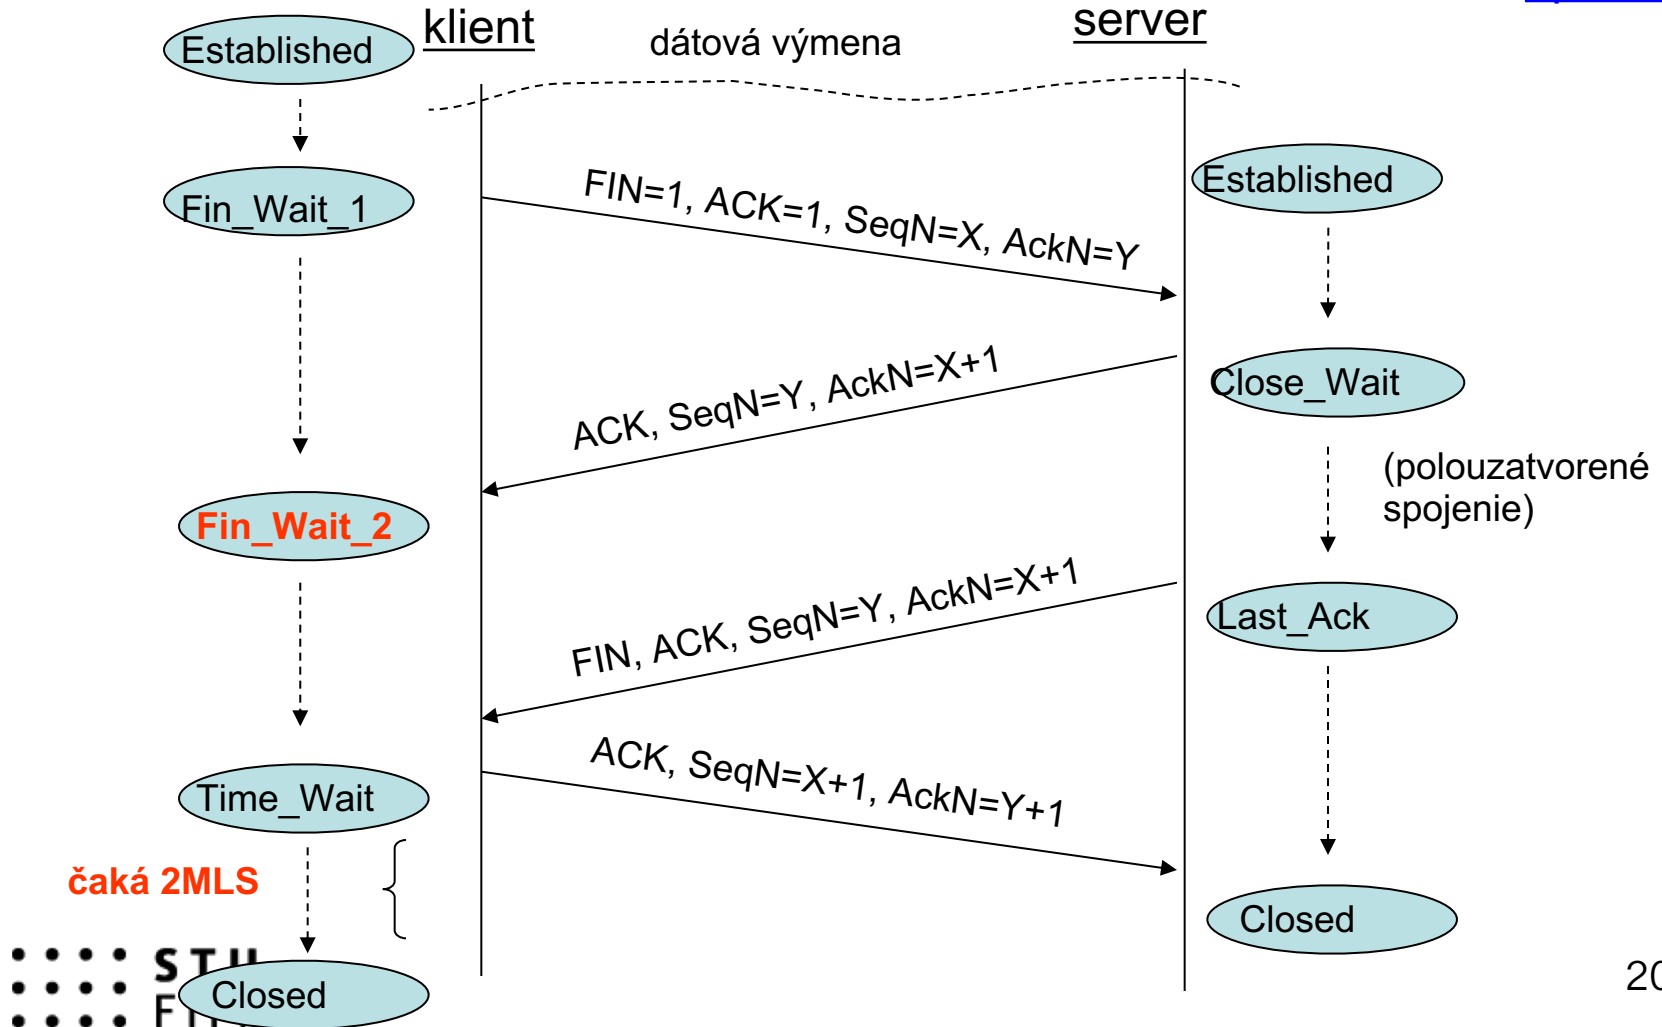 klient
server
dátová výmena
Established
Fin_Wait_1
Established
FIN=1, ACK=1, SeqN=X, AckN=Y
Close_Wait
ACK, SeqN=Y, AckN=X+1
(polouzatvorené
spojenie)
Fin_Wait_2
FIN, ACK, SeqN=Y, AckN=X+1
Last_Ack
Time_Wait
ACK, SeqN=X+1, AckN=Y+1
čaká 2MLS
Closed
Closed
20